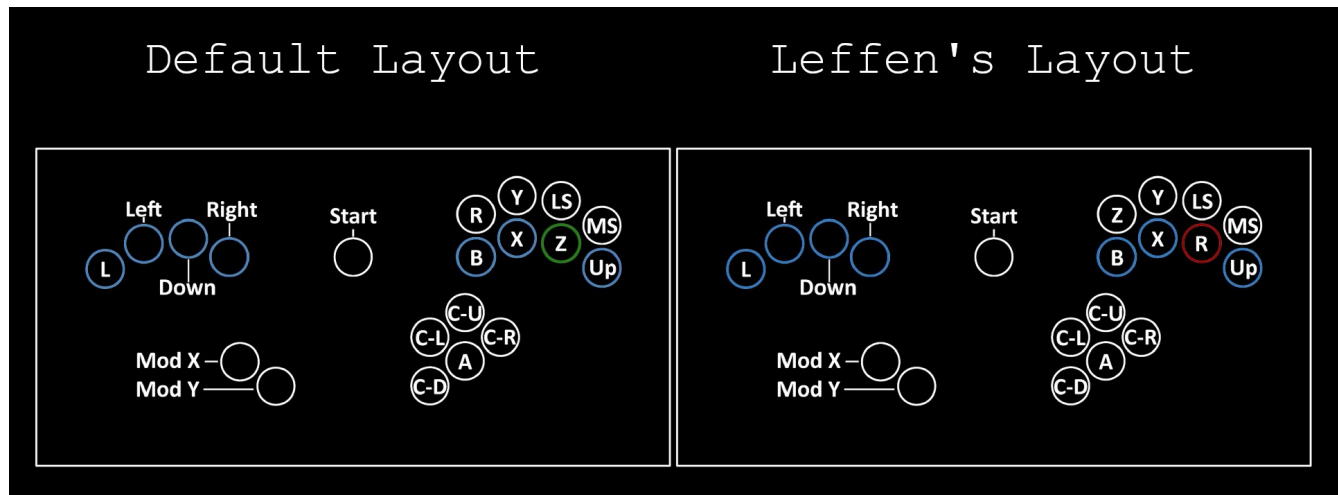 Default Layout
Left Right Start R Y LS MS
L B X Z Up
Down
C-U
C-L C-R
Mod X A
Mod Y C-D
Leffen's Layout
Left Right Start Z Y LS MS
L B X R Up
Down
C-U
C-L C-R
Mod X A
Mod Y C-D